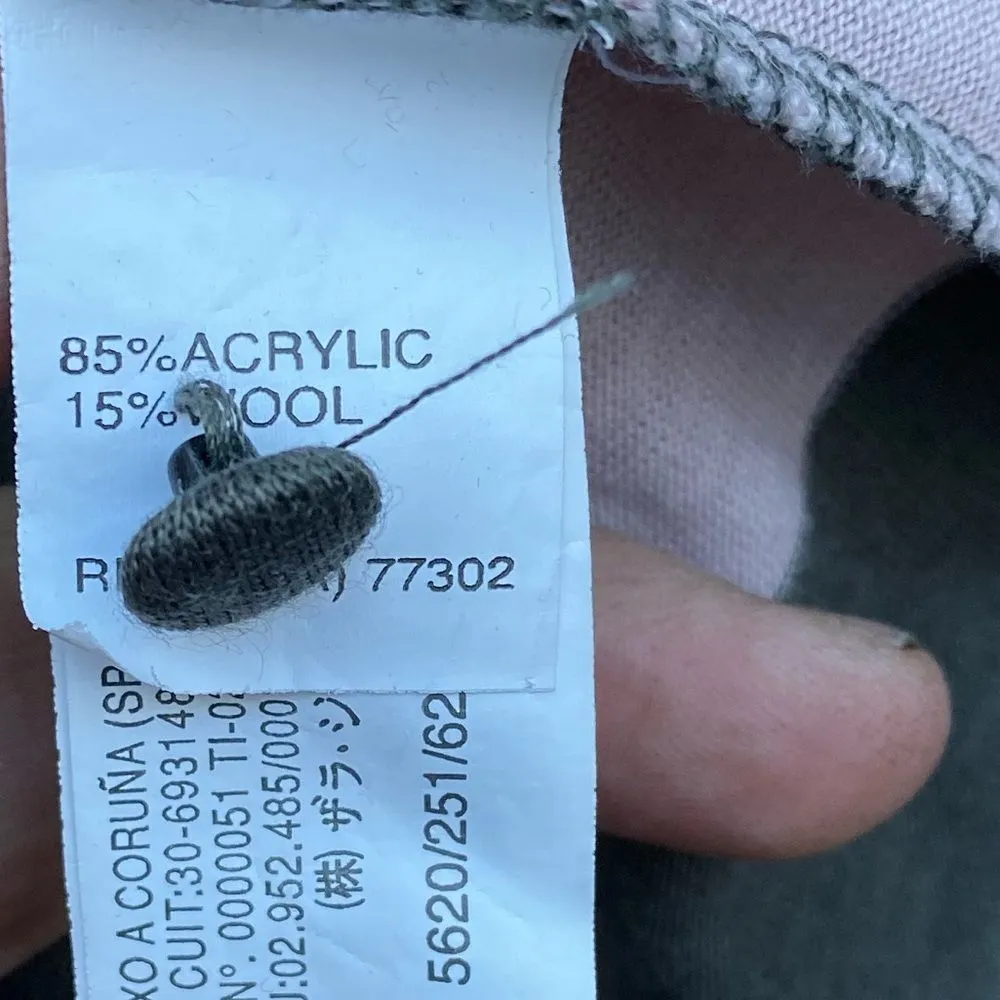 85%ACRYLIC
15% OOL
77302
XO A CORUÑA (SP
CUIT:30-693148
N°. 0000051 TI-0
:02.952.485/000
(株) ザラ・ジ
5620/251/62